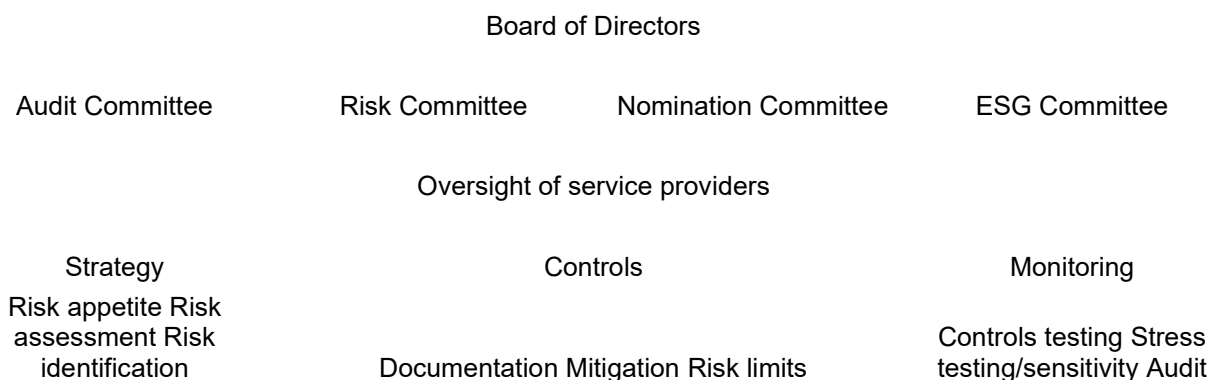 Board of Directors
Audit Committee Risk Committee Nomination Committee ESG Committee
Oversight of service providers
Strategy Controls Monitoring
Risk appetite Risk
assessment Risk
identification
Documentation Mitigation Risk limits
Controls testing Stress
testing/sensitivity Audit